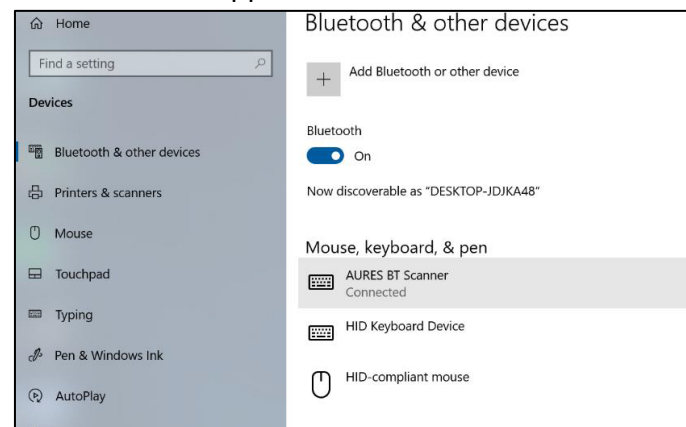 Home
Find a setting
Devices
Bluetooth & other devices
Printers & scanners
Mouse
Touchpad
Typing
Pen & Windows Ink
AutoPlay
Bluetooth & other devices
Add Bluetooth or other device
Bluetooth
On
Now discoverable as "DESKTOP-JDJKA48"
Mouse, keyboard, & pen
AURES BT Scanner
Connected
HID Keyboard Device
HID-compliant mouse